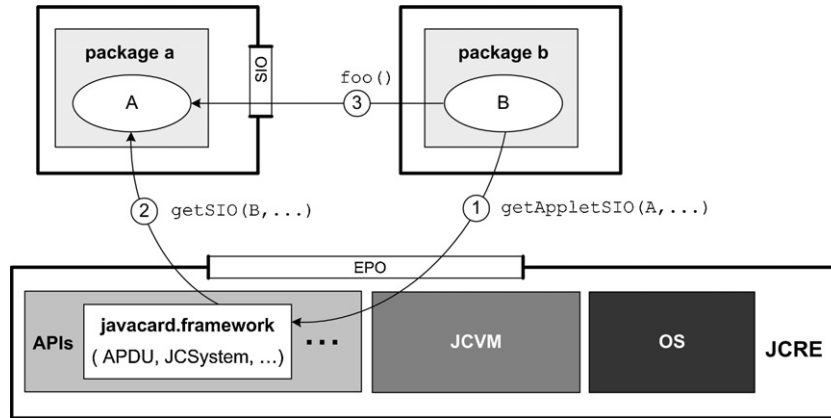 package a
SIO
package b
A
foo()
3
B
2
getSIO(B,...)
1
getAppletSIO(A,...)
EPO
javacard.framework
( APDU, JCSystem, ...)
APIs
...
JCVM
OS
JCRE